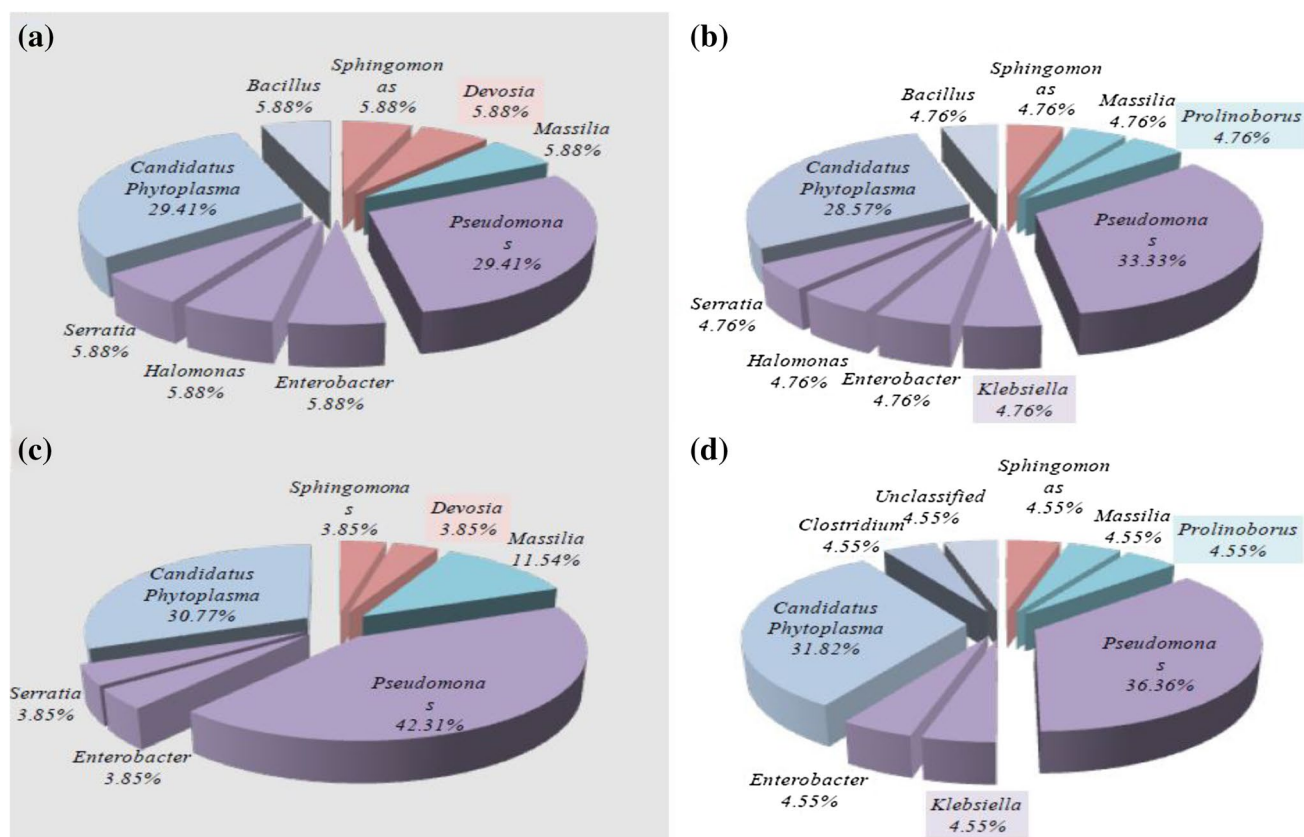 (a)
Bacillus
5.88%
Sphingomon
as
5.88%
Devosia
5.88%
Massilia
5.88%
Candidatus
Phytoplasma
29.41%
Pseudomona
s
29.41%
Serratia
5.88%
Halomonas
5.88%
Enterobacter
5.88%
(b)
Bacillus
4.76%
Sphingomon
as
4.76%
Massilia
4.76%
Prolinoborus
4.76%
Candidatus
Phytoplasma
28.57%
Pseudomona
s
33.33%
Serratia
4.76%
Halomonas
4.76%
Enterobacter
4.76%
Klebsiella
4.76%
(c)
Sphingomona
s
3.85%
Devosia
3.85%
Massilia
11.54%
Candidatus
Phytoplasma
30.77%
Pseudomona
s
42.31%
Serratia
3.85%
Enterobacter
3.85%
(d)
Clostridium
4.55%
Unclassified
4.55%
Sphingomon
as
4.55%
Massilia
4.55%
Prolinoborus
4.55%
Candidatus
Phytoplasma
31.82%
Pseudomona
s
36.36%
Enterobacter
4.55%
Klebsiella
4.55%